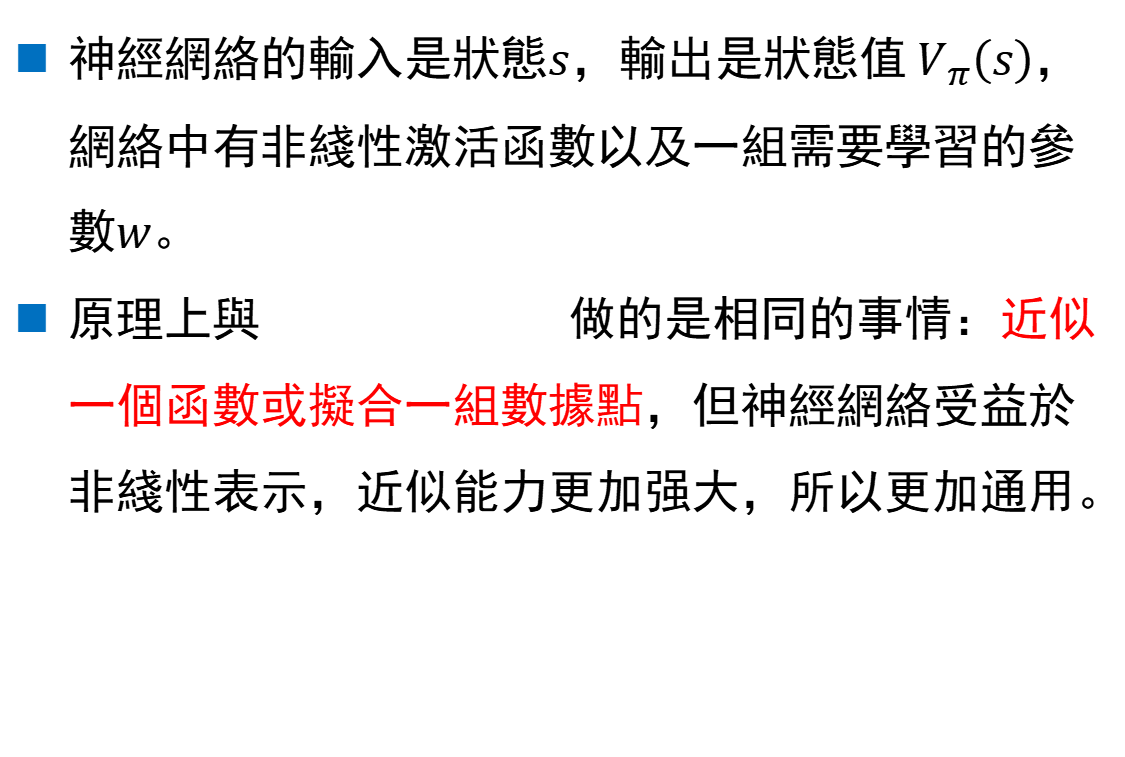 神經網絡的輸入是狀態s，輸出是狀態值 Vπ(s)，
網絡中有非綫性激活函數以及一組需要學習的參
數w。
原理上與 做的是相同的事情：近似
一個函數或擬合一組數據點，但神經網絡受益於
非綫性表示，近似能力更加强大，所以更加通用。